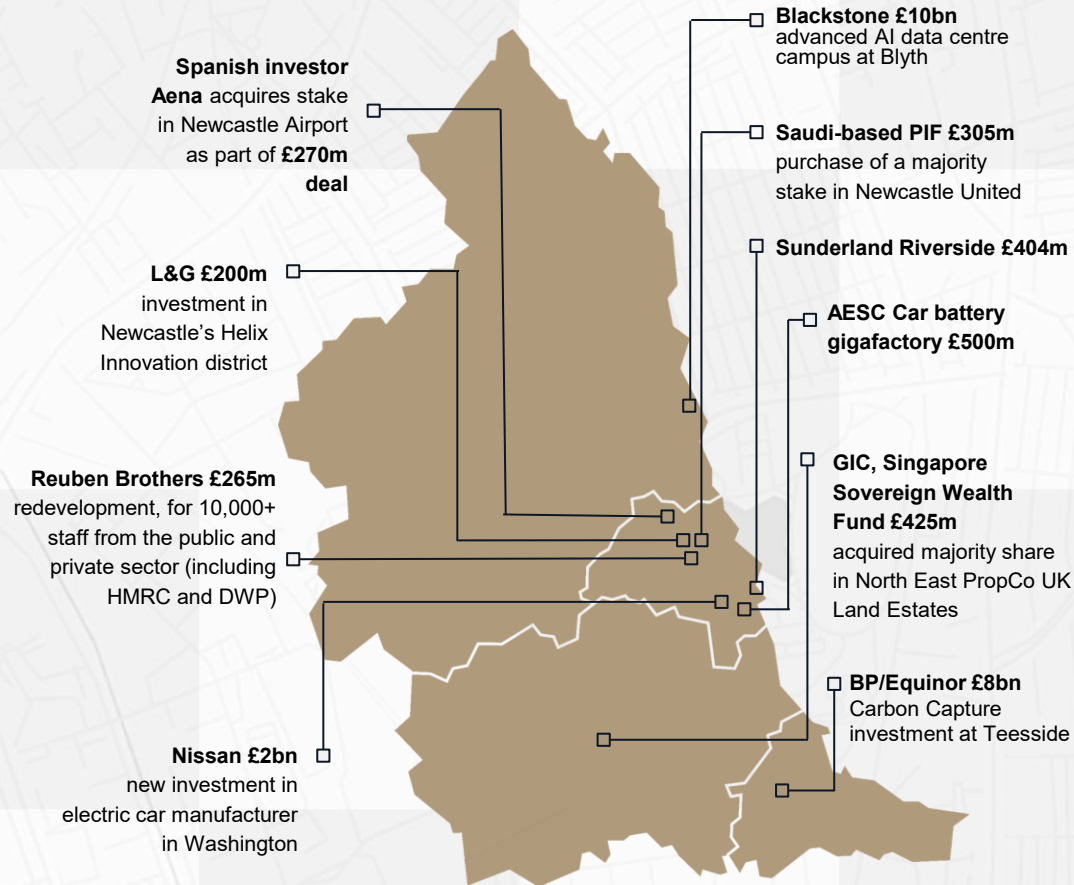 Spanish investor
Aena acquires stake
in Newcastle Airport
as part of £270m
deal
L&G £200m
investment in
Newcastle’s Helix
Innovation district
Reuben Brothers £265m
redevelopment, for 10,000+
staff from the public and
private sector (including
HMRC and DWP)
Nissan £2bn
new investment in
electric car manufacturer
in Washington
Blackstone £10bn
advanced AI data centre
campus at Blyth
Saudi-based PIF £305m
purchase of a majority
stake in Newcastle United
Sunderland Riverside £404m
AESC Car battery
gigafactory £500m
GIC, Singapore
Sovereign Wealth
Fund £425m
acquired majority share
in North East PropCo UK
Land Estates
BP/Equinor £8bn
Carbon Capture
investment at Teesside